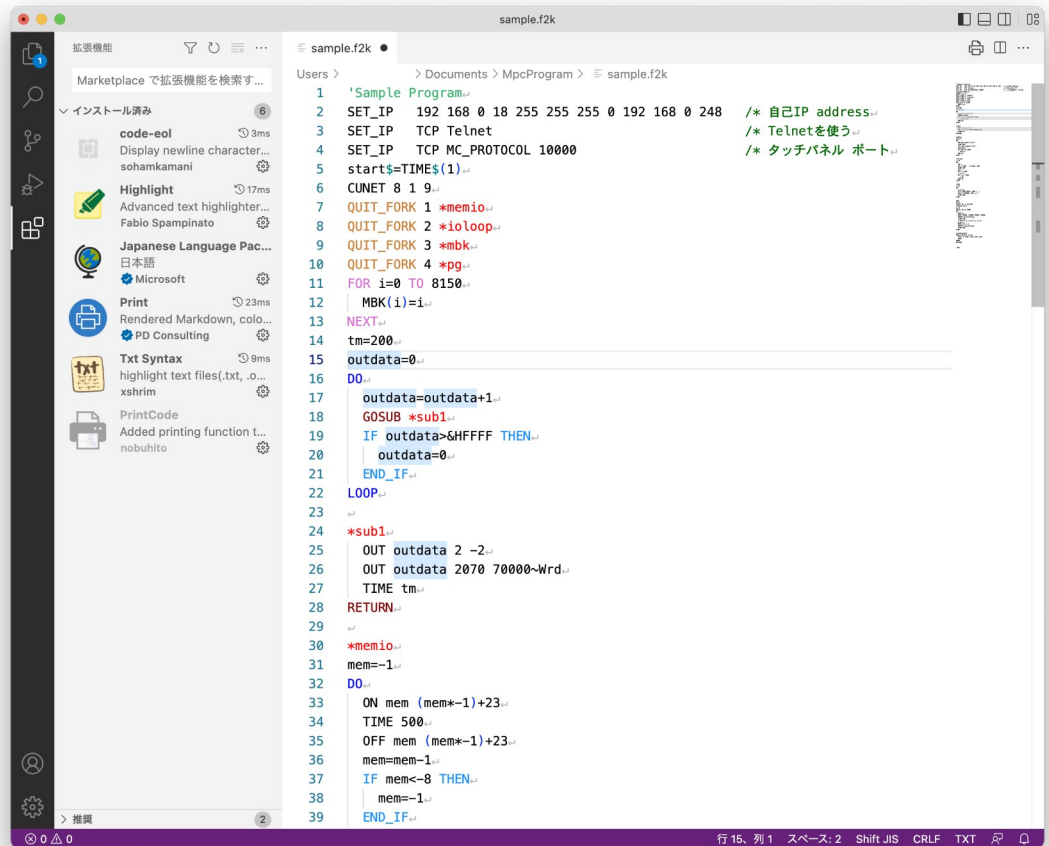 sample.f2k
拡張機能
Marketplace で拡張機能を検索す...
インストール済み 6
code-eol 3ms
Display newline character...
sohamkamani
Highlight 17ms
Advanced text highlighter...
Fabio Spampinato
Japanese Language Pac...
日本語
Microsoft
Print 23ms
Rendered Markdown, colo...
PD Consulting
Txt Syntax 9ms
highlight text files(.txt, .o...
xshrim
PrintCode
Added printing function t...
nobuhito
推奨 2
1
sample.f2k
Users > > Documents > MpcProgram > sample.f2k
1 'Sample Program
2 SET_IP 192 168 0 18 255 255 255 0 192 168 0 248 /* 自己IP address
3 SET_IP TCP Telnet /* Telnetを使う
4 SET_IP TCP MC_PROTOCOL 10000 /* タッチパネル ポート
5 start$=TIME$(1)
6 CUNET 8 1 9
7 QUIT_FORK 1 *memio
8 QUIT_FORK 2 *ioloop
9 QUIT_FORK 3 *mbk
10 QUIT_FORK 4 *pg
11 FOR i=0 TO 8150
12 MBK(i)=i
13 NEXT
14 tm=200
15 outdata=0
16 DO
17 outdata=outdata+1
18 GOSUB *sub1
19 IF outdata>&HFFFF THEN
20 outdata=0
21 END_IF
22 LOOP
23
24 *sub1
25 OUT outdata 2 -2
26 OUT outdata 2070 70000~Wrd
27 TIME tm
28 RETURN
29
30 *memio
31 mem=-1
32 DO
33 ON mem (mem*-1)+23
34 TIME 500
35 OFF mem (mem*-1)+23
36 mem=mem-1
37 IF mem<-8 THEN
38 mem=-1
39 END_IF
0 0
行 15、列 1 スペース: 2 Shift JIS CRLF TXT